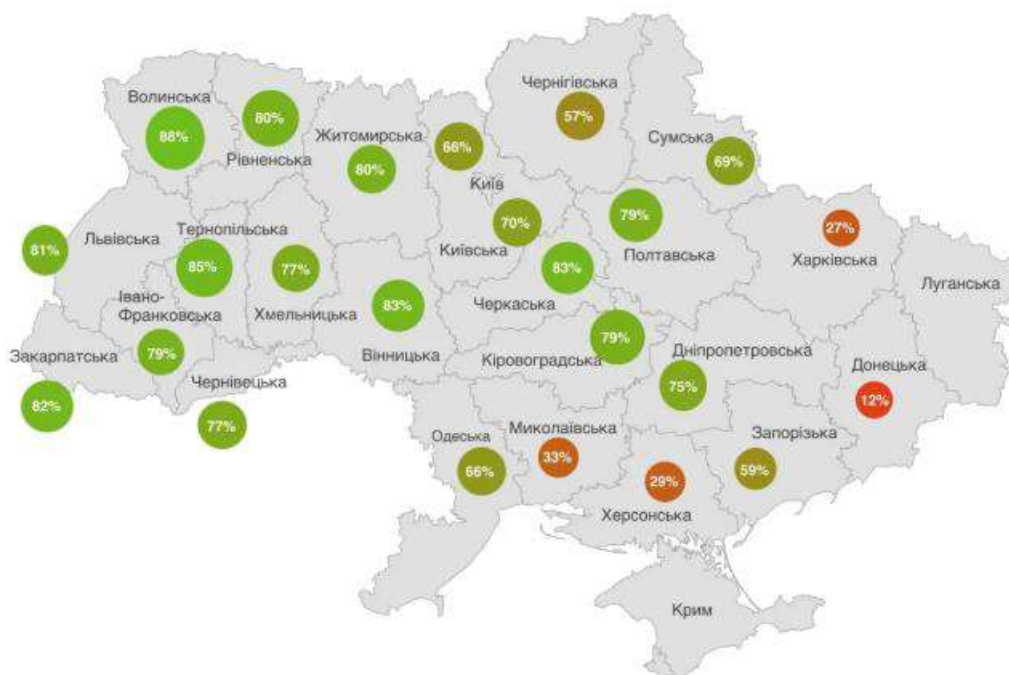 Чернігівська
57%
Волинська
88%
80%
Рівненська
Житомирська
80%
66%
Київ
Сумська
69%
81%
Львівська
Тернопільська
85%
77%
Хмельницька
70%
Київська
79%
Полтавська
27%
Харківська
Луганська
Івано-
Франковська
79%
83%
Вінницька
83%
Черкаська
79%
Кіровоградська
Дніпропетровська
75%
Донецька
12%
Закарпатська
82%
Чернівецька
77%
Одеська
66%
Миколаївська
33%
29%
Херсонська
Запорізька
59%
Крим